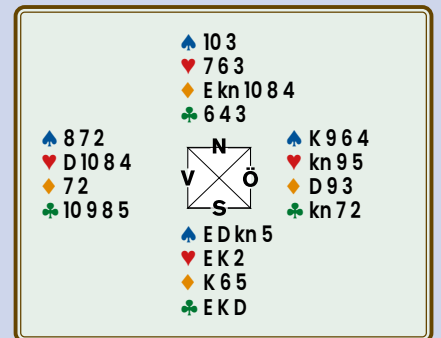 ♠ 10 3
♥ 7 6 3
♦ E kn 10 8 4
♣ 6 4 3
♠ 8 7 2
♥ D 10 8 4
♦ 7 2
♣ 10 9 8 5
N
V Ö
S
♠ K 9 6 4
♥ kn 9 5
♦ D 9 3
♣ kn 7 2
♠ E D kn 5
♥ E K 2
♦ K 6 5
♣ E K D